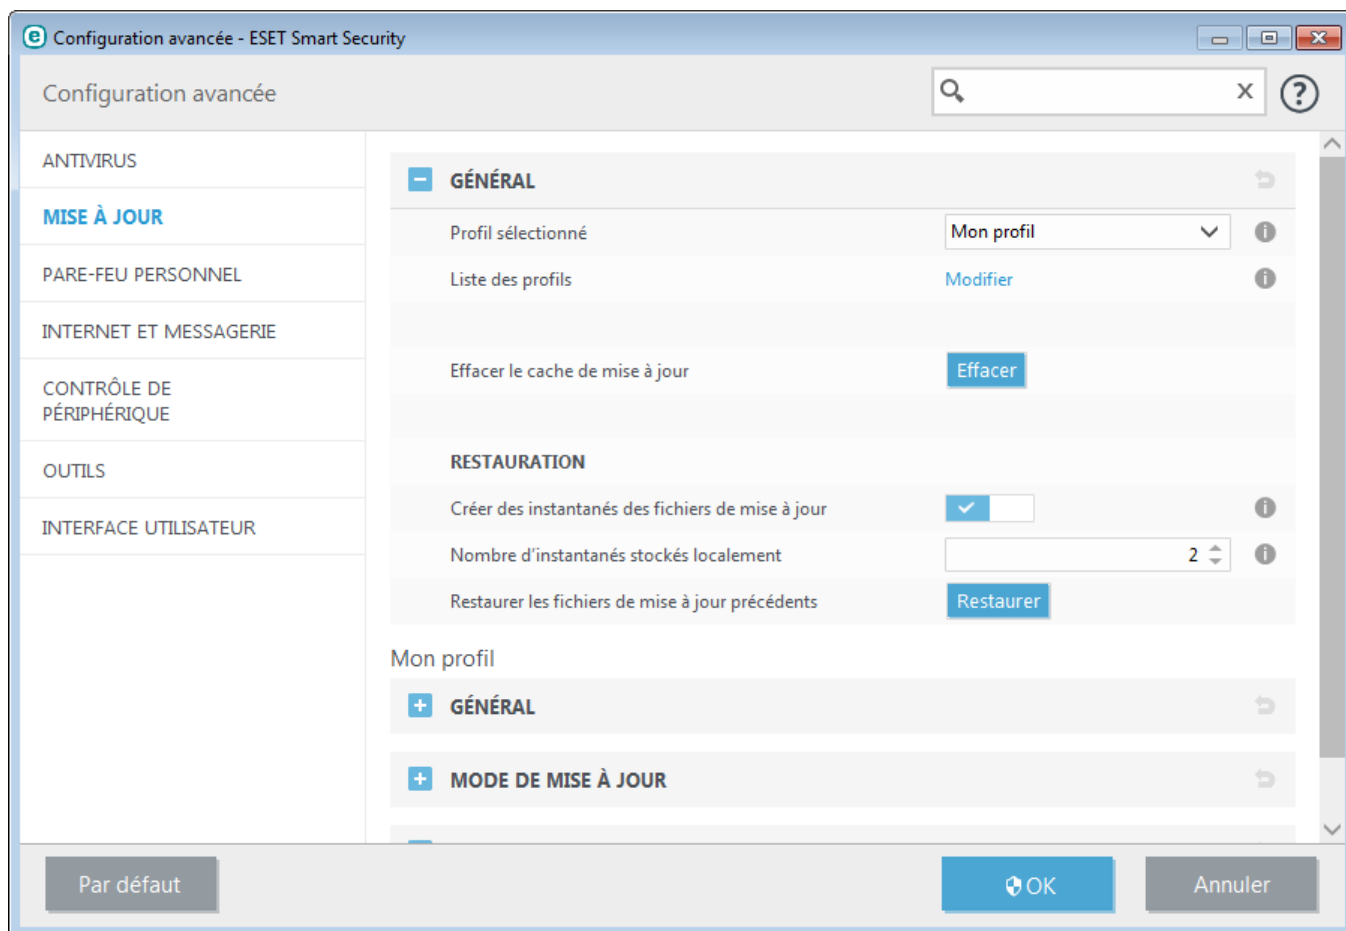 Configuration avancée - ESET Smart Security
Configuration avancée
ANTIVIRUS
MISE À JOUR
PARE-FEU PERSONNEL
INTERNET ET MESSAGERIE
CONTRÔLE DE
PÉRIPHÉRIQUE
OUTILS
INTERFACE UTILISATEUR
GÉNÉRAL
Profil sélectionné Mon profil
Liste des profils Modifier
Effacer le cache de mise à jour Effacer
RESTAURATION
Créer des instantanés des fichiers de mise à jour
Nombre d'instantanés stockés localement 2
Restaurer les fichiers de mise à jour précédents Restaurer
Mon profil
GÉNÉRAL
MODE DE MISE À JOUR
Par défaut OK Annuler